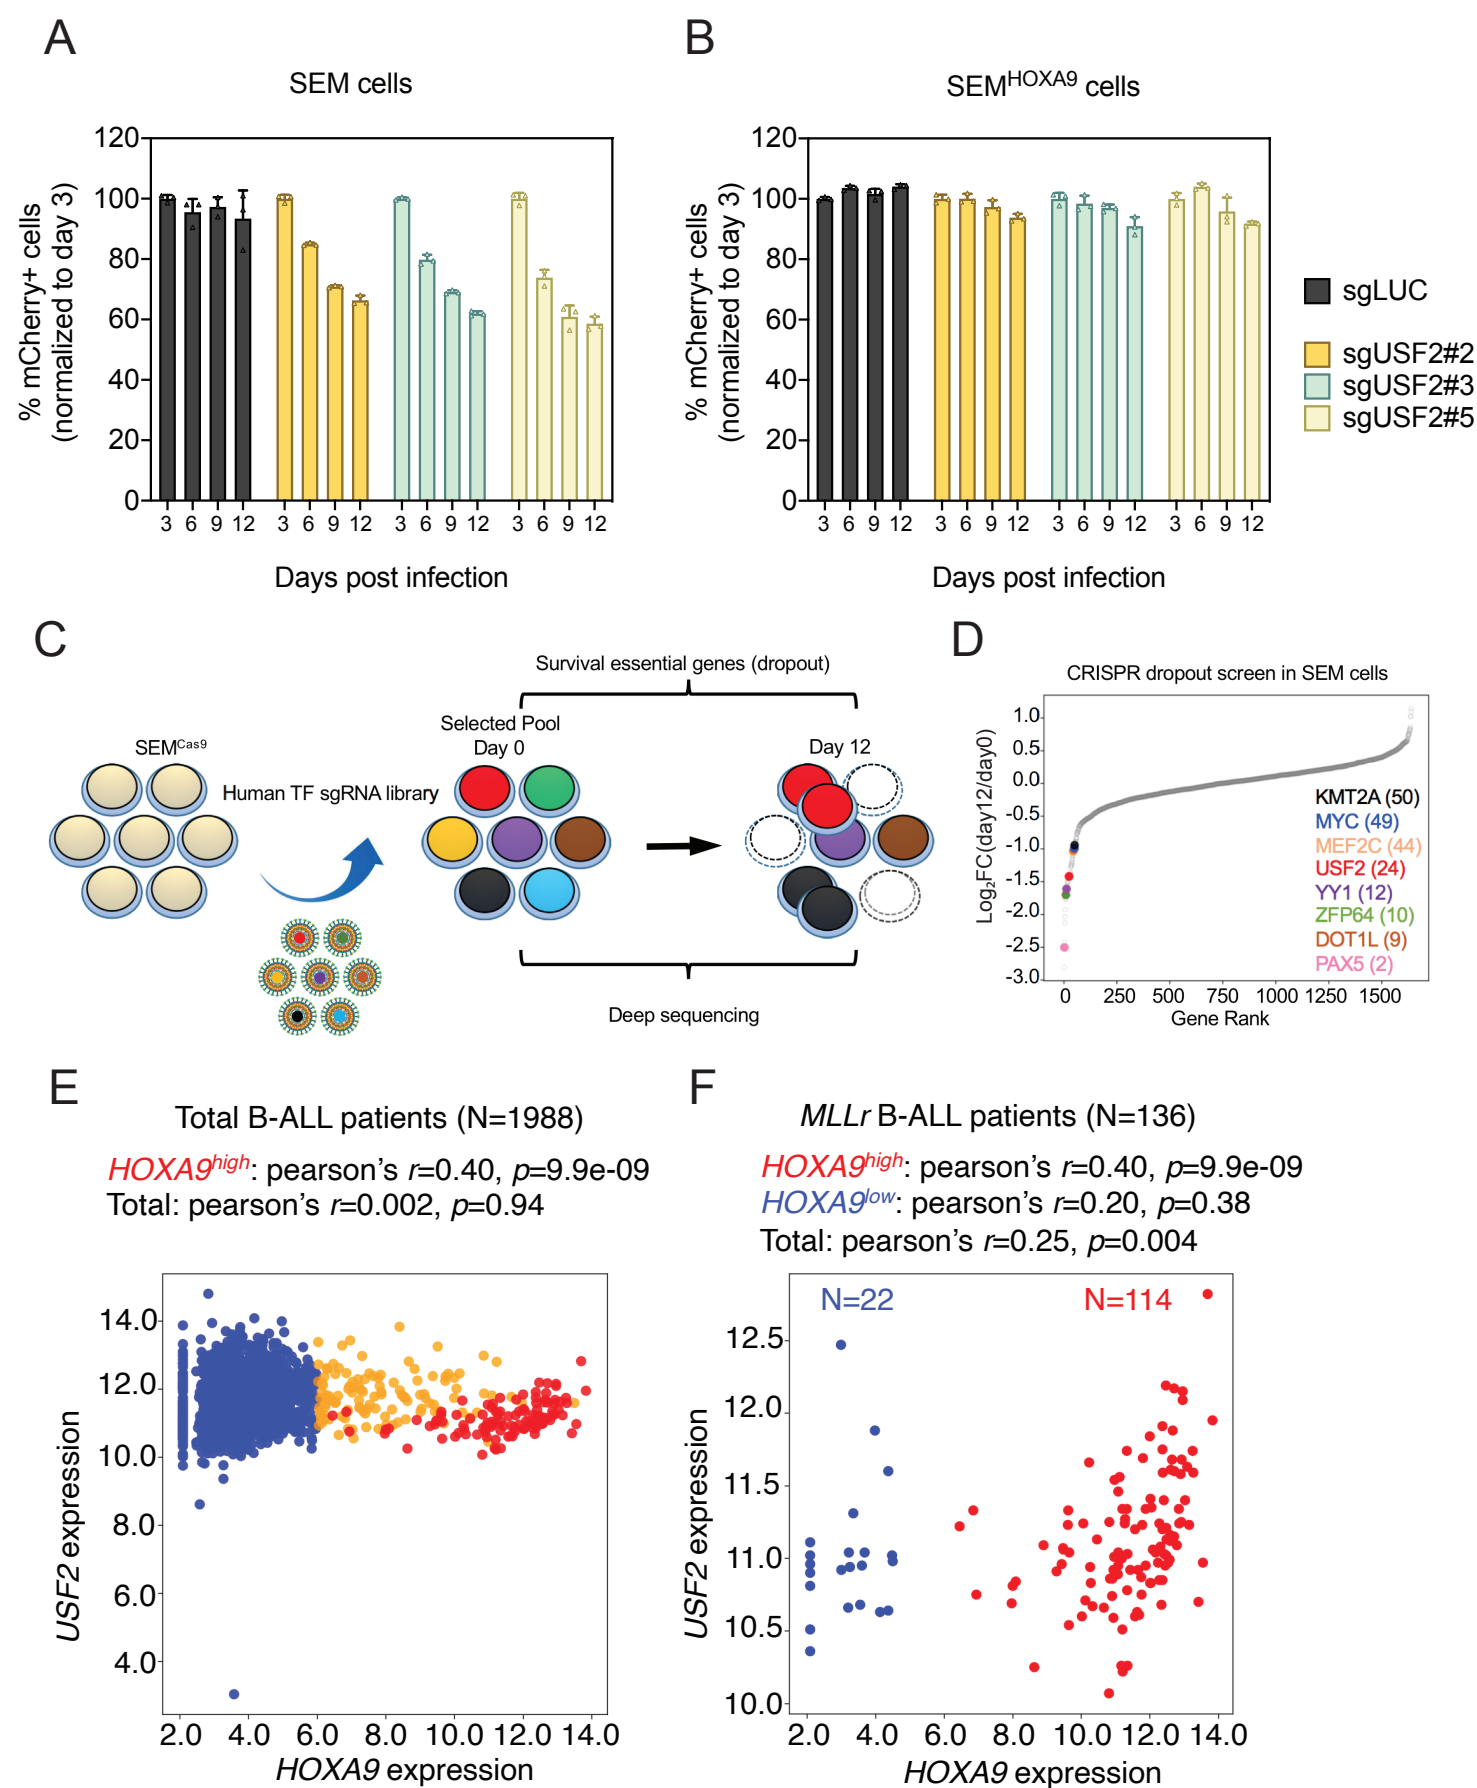 A
SEM cells
% mCherry+ cells
(normalized to day 3)
120
100
80
60
40
20
0
3 6 9 12 3 6 9 12 3 6 9 12 3 6 9 12
Days post infection
B
SEMHOXA9 cells
% mCherry+ cells
(normalized to day 3)
120
100
80
60
40
20
0
3 6 9 12 3 6 9 12 3 6 9 12 3 6 9 12
Days post infection
sgLUC
sgUSF2#2
sgUSF2#3
sgUSF2#5
C
Survival essential genes (dropout)
Selected Pool
Day 0
SEMCas9
Day 12
Human TF sgRNA library
Deep sequencing
D
CRISPR dropout screen in SEM cells
Log2FC(day12/day0)
1.0
0.5
0.0
-0.5
-1.0
-1.5
-2.0
-2.5
-3.0
KMT2A (50)
MYC (49)
MEF2C (44)
USF2 (24)
YY1 (12)
ZFP64 (10)
DOT1L (9)
PAX5 (2)
0 250 500 750 1000 1250 1500
Gene Rank
E
Total B-ALL patients (N=1988)
HOXA9high: pearson's r=0.40, p=9.9e-09
Total: pearson's r=0.002, p=0.94
USF2 expression
14.0
12.0
10.0
8.0
6.0
4.0
2.0 4.0 6.0 8.0 10.0 12.0 14.0
HOXA9 expression
F
MLLr B-ALL patients (N=136)
HOXA9high: pearson's r=0.40, p=9.9e-09
HOXA9low: pearson's r=0.20, p=0.38
Total: pearson's r=0.25, p=0.004
N=22 N=114
USF2 expression
12.5
12.0
11.5
11.0
10.5
10.0
2.0 4.0 6.0 8.0 10.0 12.0 14.0
HOXA9 expression